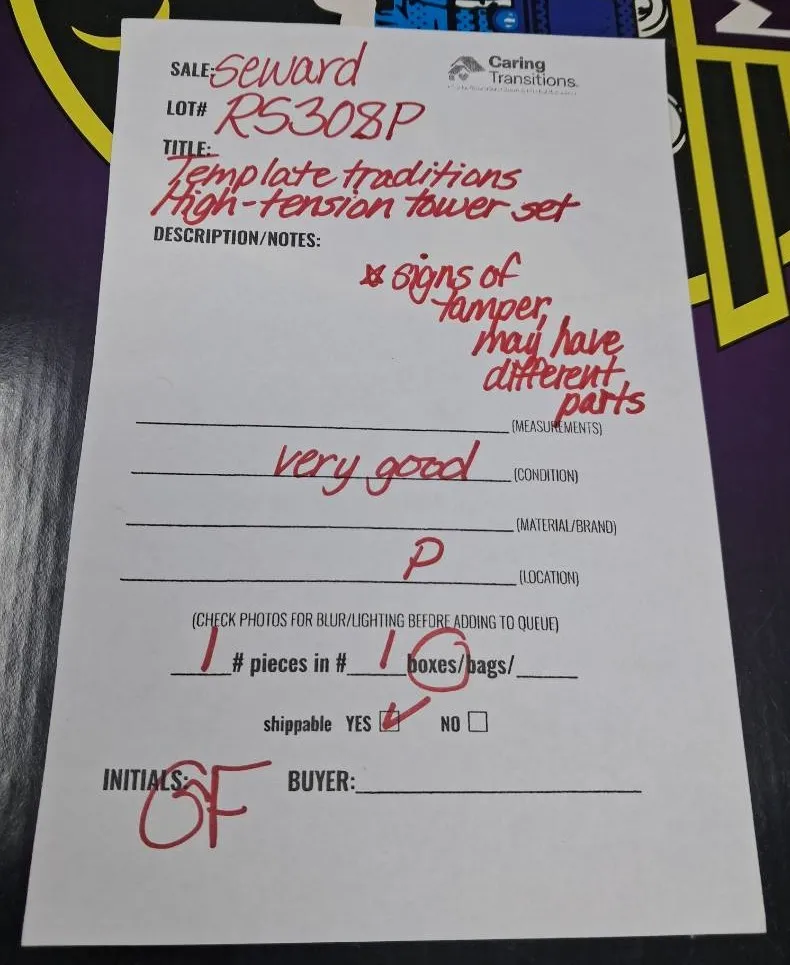 SALE: Seward
Caring
Transitions
LOT# RS308P
TITLE:
Template traditions
High-tension tower set
DESCRIPTION/NOTES:
* signs of
tamper,
may have
different
parts
(MEASUREMENTS)
very good (CONDITION)
(MATERIAL/BRAND)
P (LOCATION)
(CHECK PHOTOS FOR BLUR/LIGHTING BEFORE ADDING TO QUEUE)
1 # pieces in # 1 boxes/bags/
shippable YES ☑ NO ☐
INITIALS: GF BUYER: